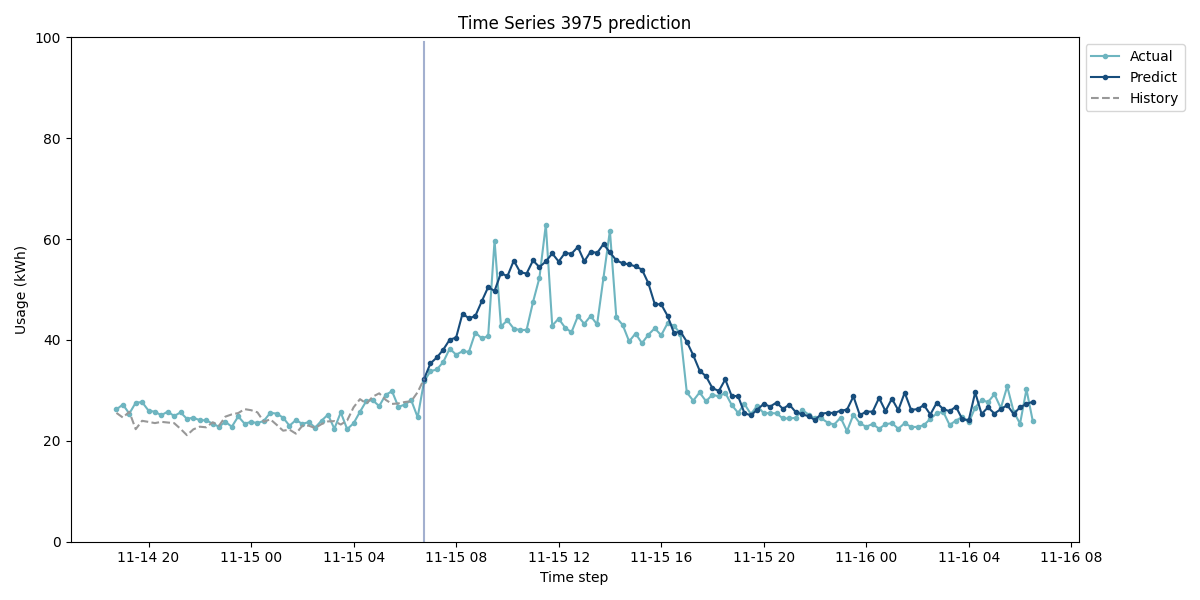 Time Series 3975 prediction
100
80
60
40
20
0
Usage (kWh)
11-14 20
11-15 00
11-15 04
11-15 08
11-15 12
11-15 16
11-15 20
11-16 00
11-16 04
11-16 08
Time step
Actual
Predict
History